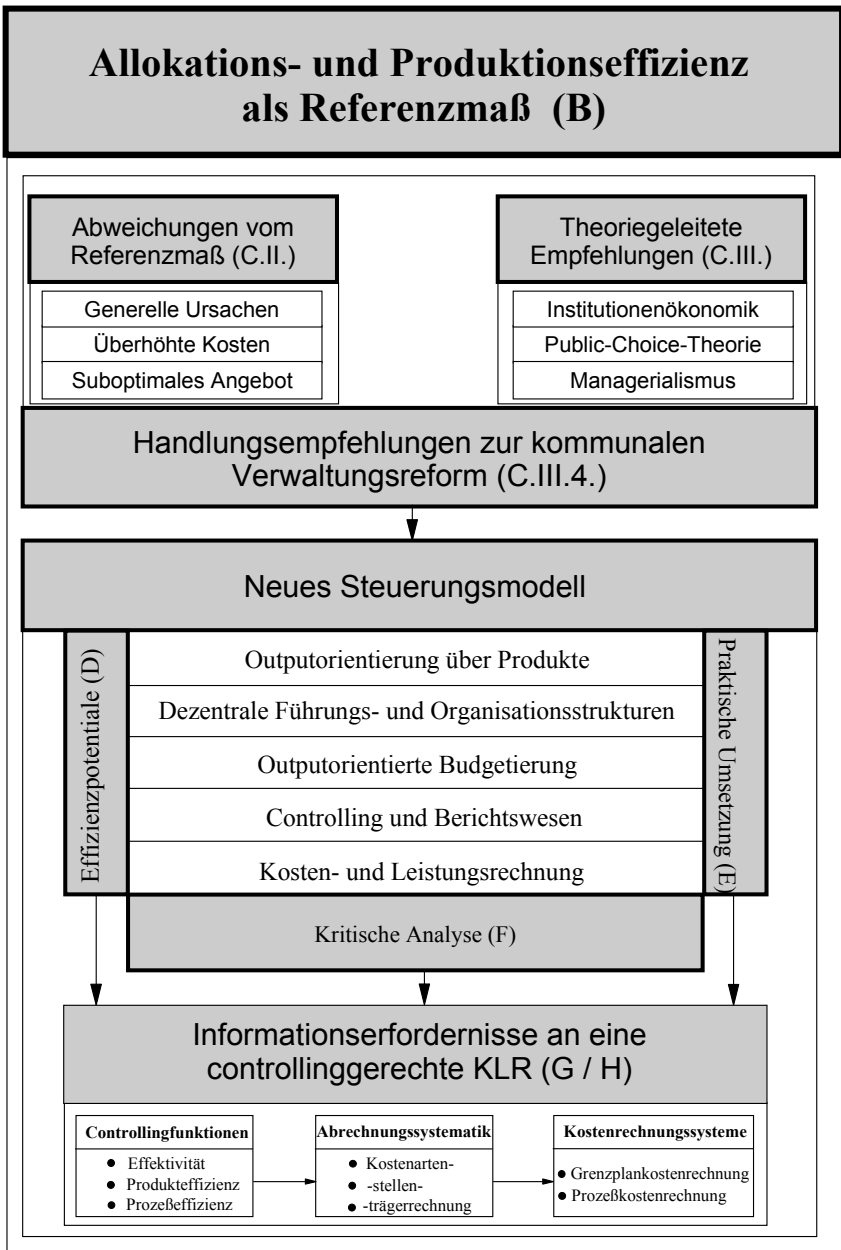 Allokations- und Produktionseffizienz
als Referenzmaß (B)
Abweichungen vom
Referenzmaß (C.II.)
Generelle Ursachen
Überhöhte Kosten
Suboptimales Angebot
Theoriegeleitete
Empfehlungen (C.III.)
Institutionenökonomik
Public-Choice-Theorie
Managerialismus
Handlungsempfehlungen zur kommunalen
Verwaltungsreform (C.III.4.)
Neues Steuerungsmodell
Effizienzpotentiale (D)
Outputorientierung über Produkte
Dezentrale Führungs- und Organisationsstrukturen
Outputorientierte Budgetierung
Controlling und Berichtswesen
Kosten- und Leistungsrechnung
Praktische Umsetzung (E)
Kritische Analyse (F)
Informationserfordernisse an eine
controllinggerechte KLR (G / H)
Controllingfunktionen
● Effektivität
● Produkteffizienz
● Prozeßeffizienz
Abrechnungssystematik
● Kostenarten-
● -stellen-
● -trägerrechnung
Kostenrechnungssysteme
● Grenzplankostenrechnung
● Prozeßkostenrechnung